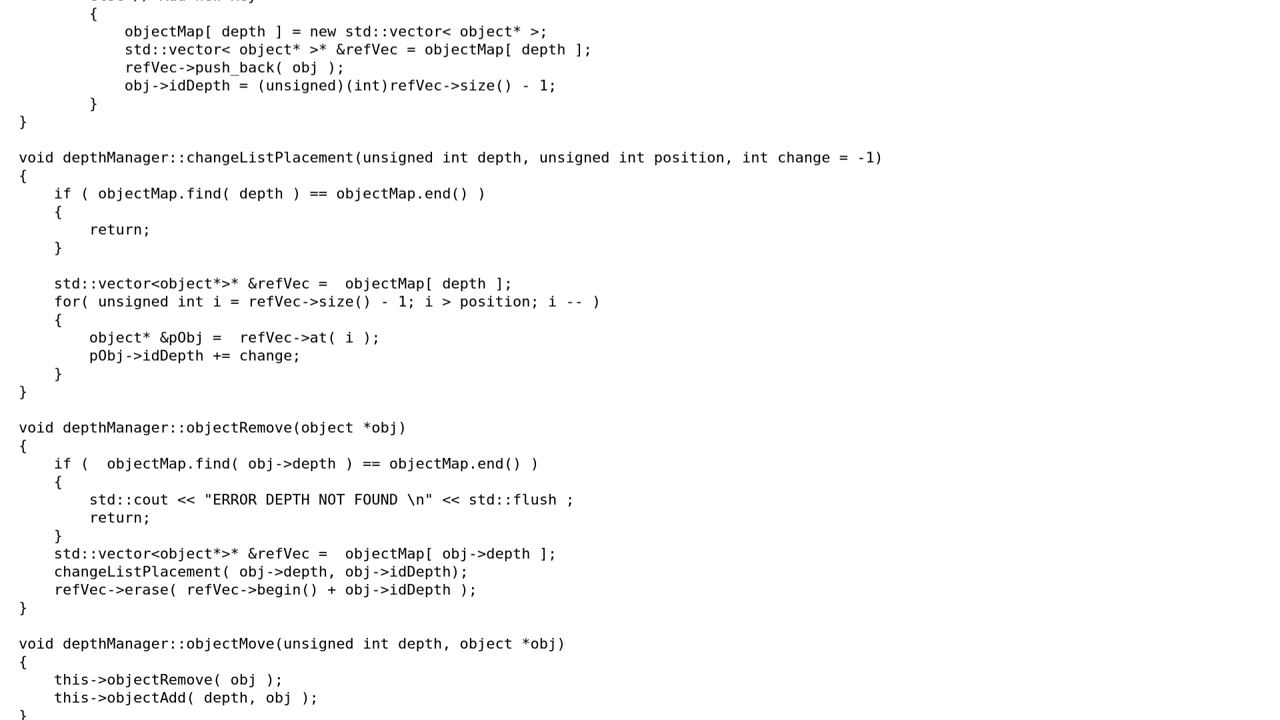 {
objectMap[ depth ] = new std::vector< object* >;
std::vector< object* >* &refVec = objectMap[ depth ];
refVec->push_back( obj );
obj->idDepth = (unsigned)(int)refVec->size() - 1;
}
}
void depthManager::changeListPlacement(unsigned int depth, unsigned int position, int change = -1)
{
if ( objectMap.find( depth ) == objectMap.end() )
{
return;
}
std::vector<object*>* &refVec =  objectMap[ depth ];
for( unsigned int i = refVec->size() - 1; i > position; i -- )
{
object* &pObj =  refVec->at( i );
pObj->idDepth += change;
}
}
void depthManager::objectRemove(object *obj)
{
if (  objectMap.find( obj->depth ) == objectMap.end() )
{
std::cout << "ERROR DEPTH NOT FOUND \n" << std::flush ;
return;
}
std::vector<object*>* &refVec =  objectMap[ obj->depth ];
changeListPlacement( obj->depth, obj->idDepth);
refVec->erase( refVec->begin() + obj->idDepth );
}
void depthManager::objectMove(unsigned int depth, object *obj)
{
this->objectRemove( obj );
this->objectAdd( depth, obj );
}